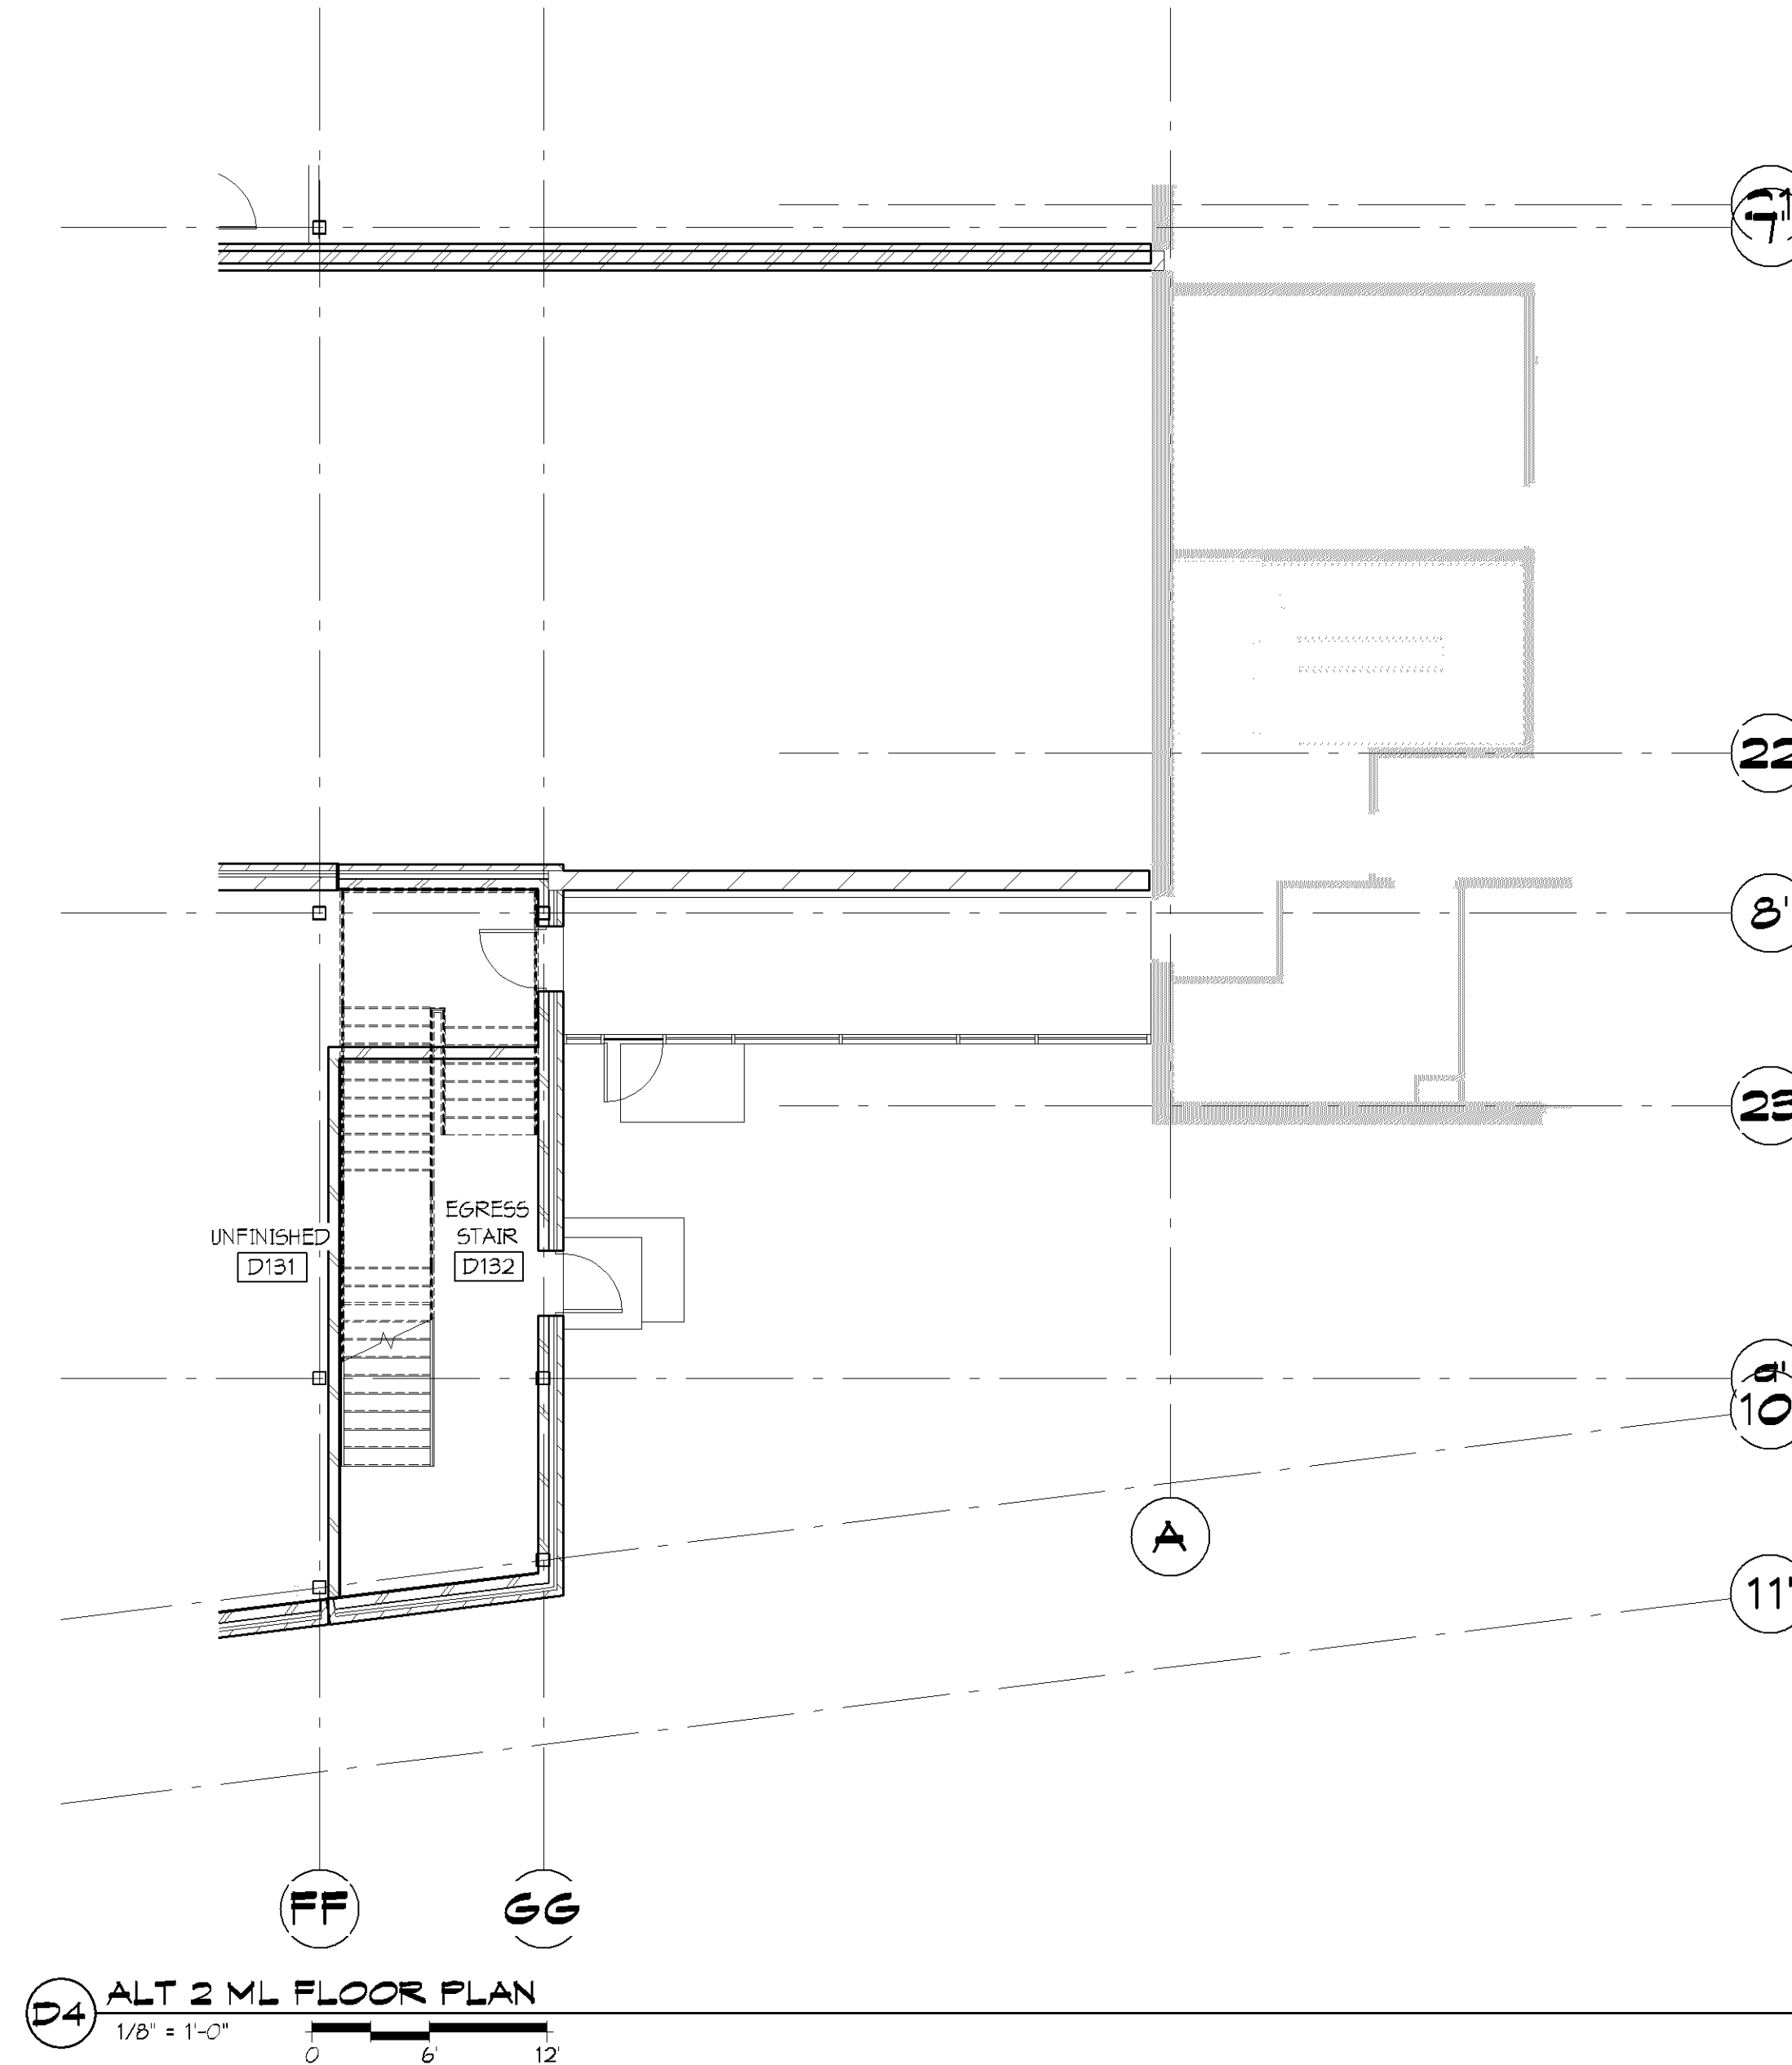 22
8'
23
EGRESS
STAIR
D132
UNFINISHED
D131
9'
10
A
11'
FF
GG
D4
ALT 2 ML FLOOR PLAN
1/8" = 1'-0"
0
6'
12'